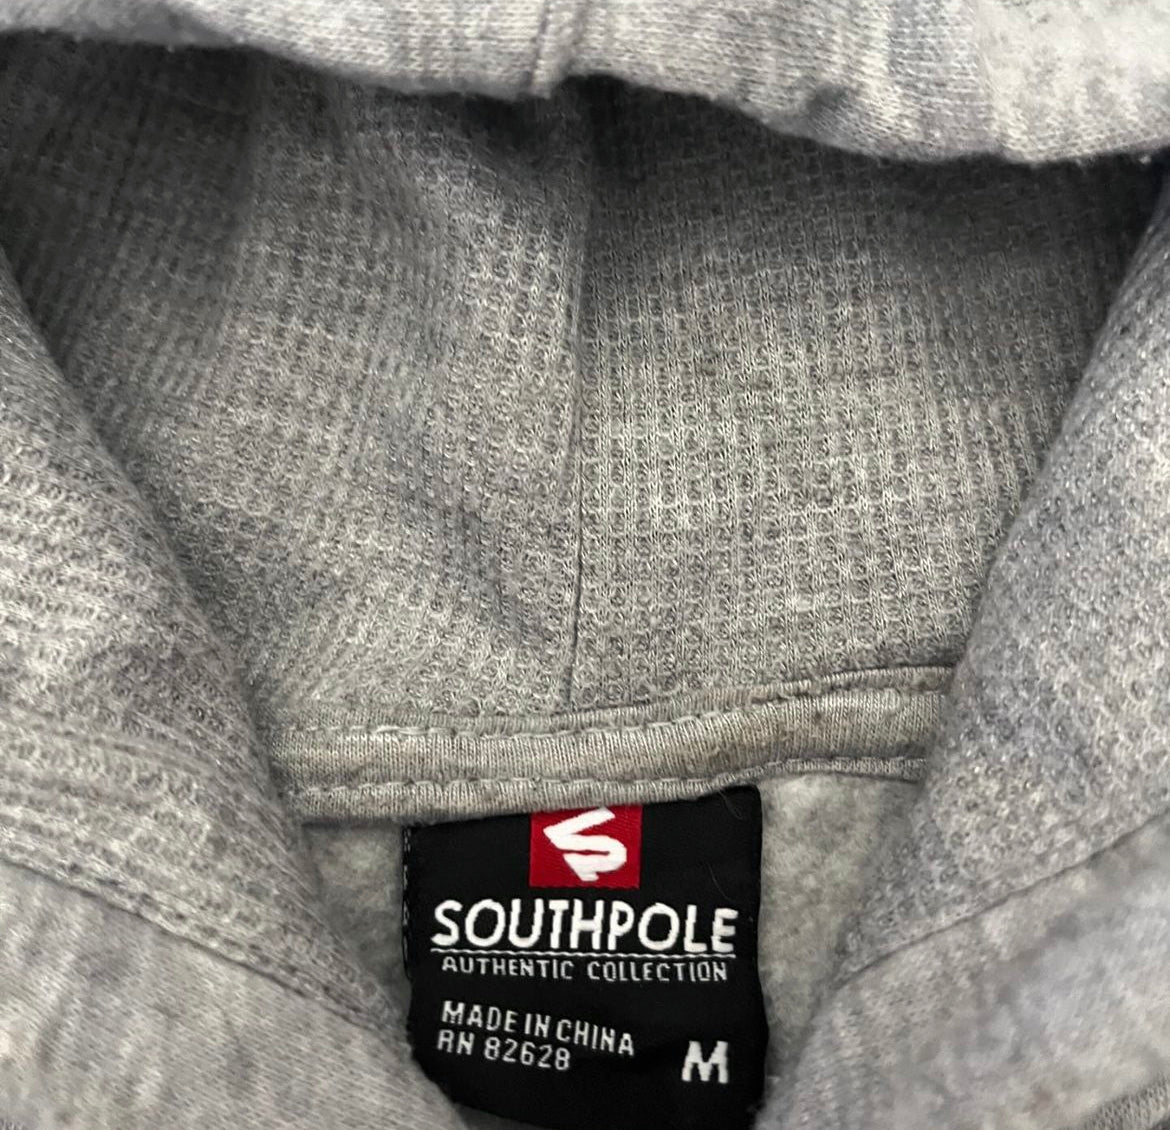 SOUTHPOLE
AUTHENTIC COLLECTION
MADE IN CHINA
RN 82628
M